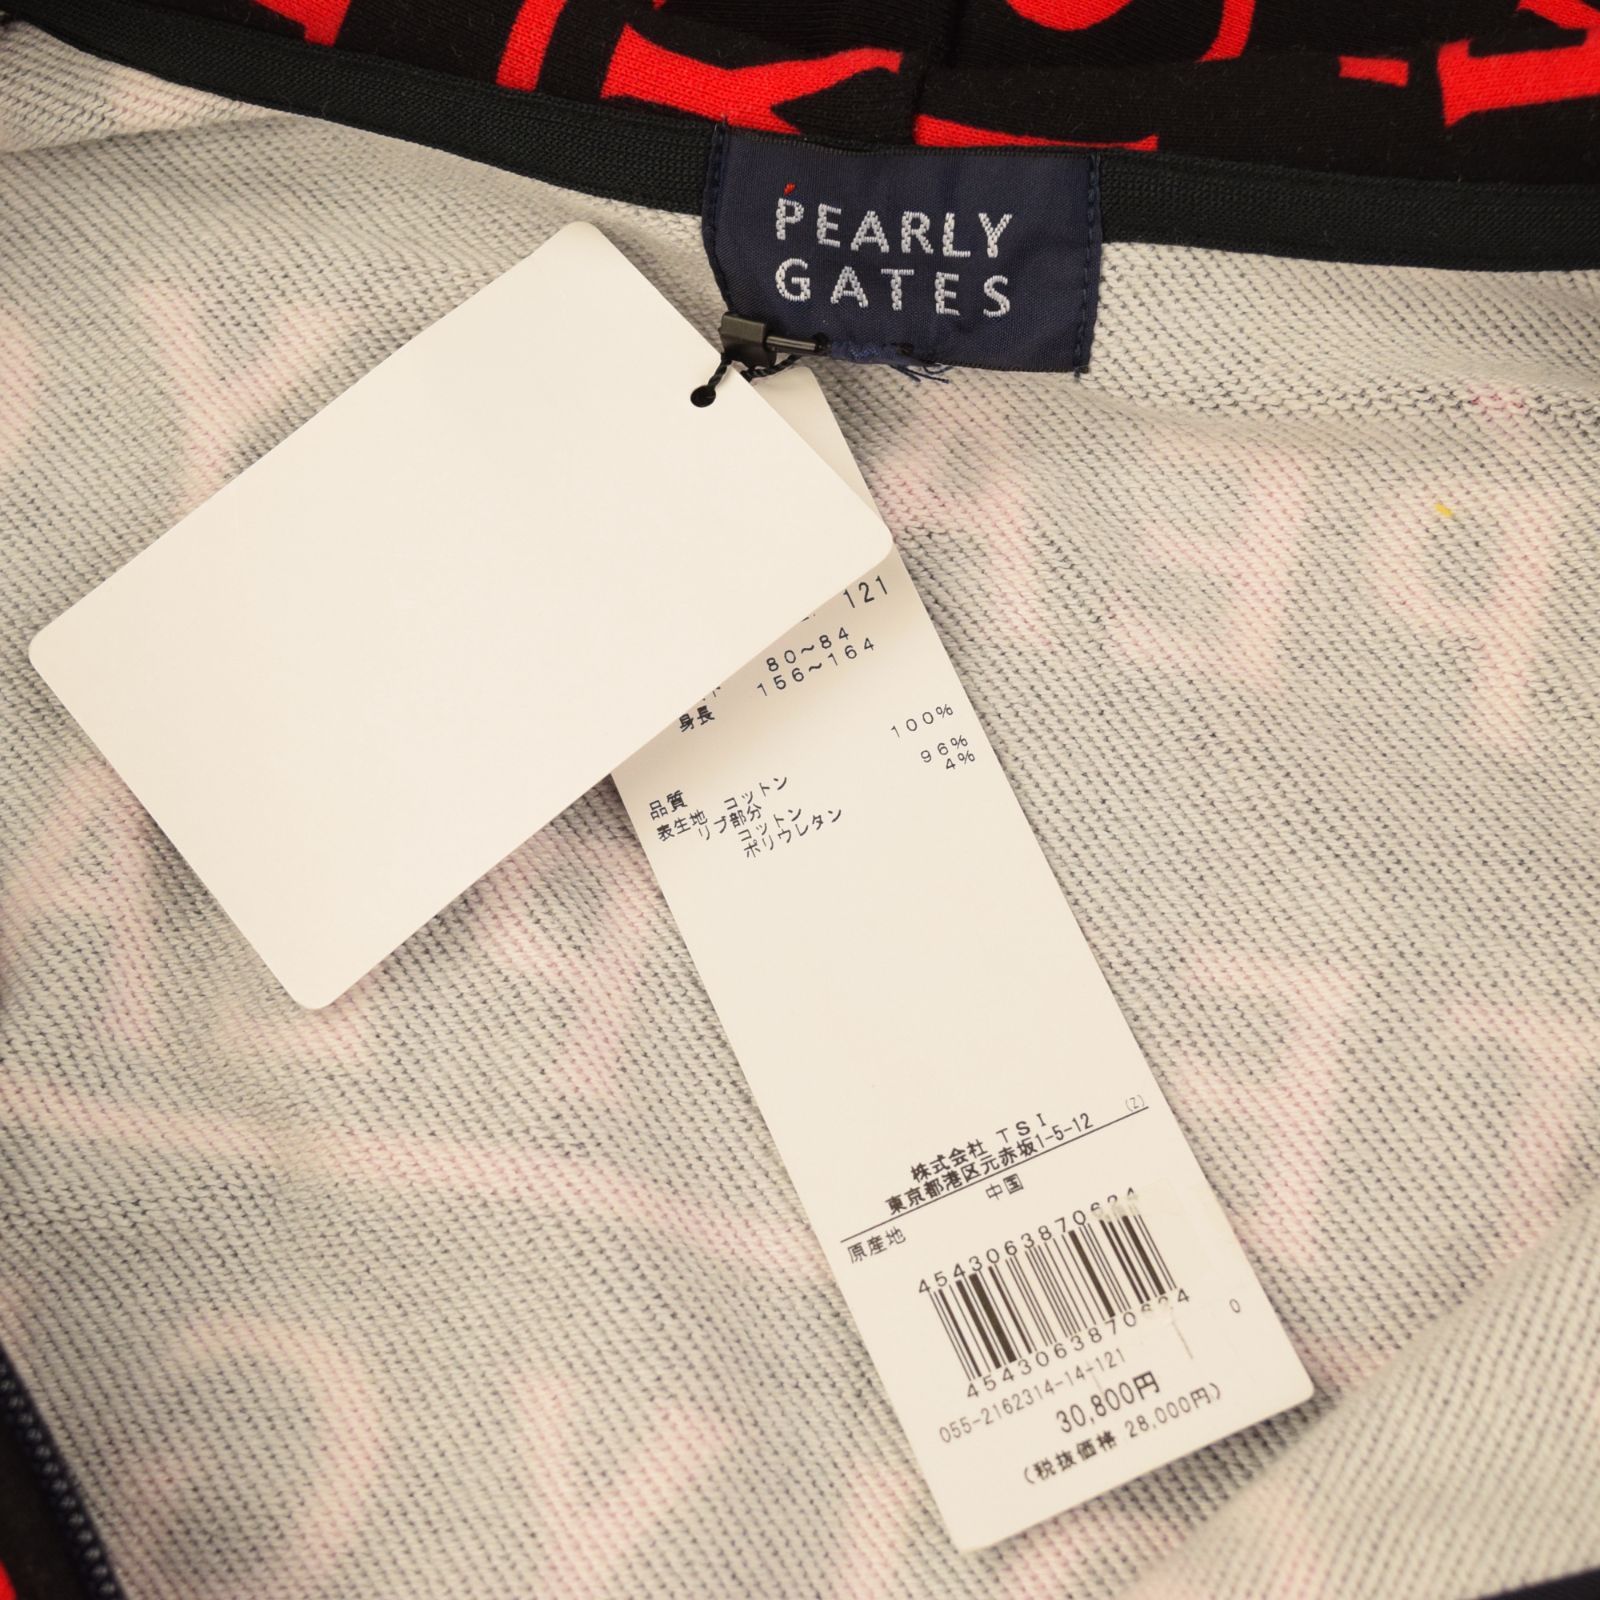 PEARLY
GATES
121
80~84
156~164
身長
品質
表生地 コットン 100%
リブ部分
コットン 96%
ポリウレタン 4%
(Z)
株式会社 TSI
東京都港区元赤坂1-5-12
原産地 中国
4543063870624
4543063870624
0
055-2162314-14-121
30,800円
(税抜価格 28,000円)